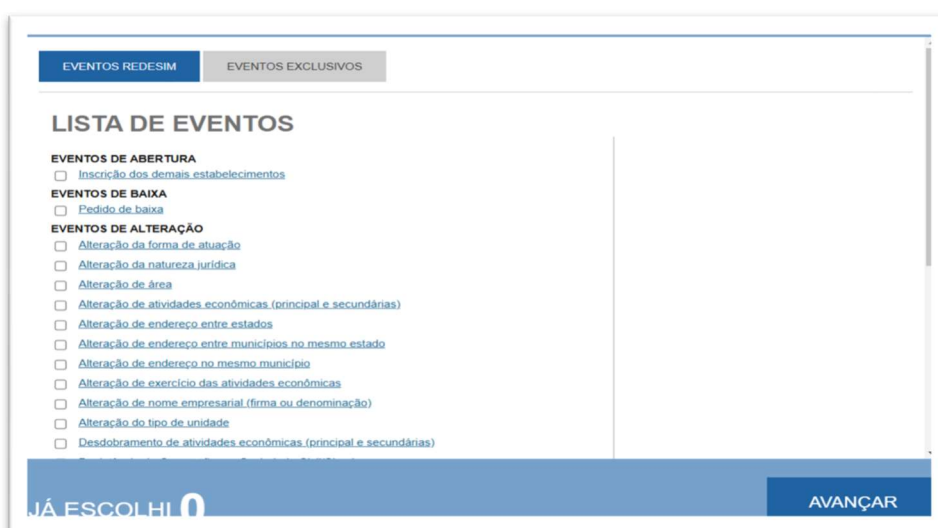 EVENTOS REDESIM
EVENTOS EXCLUSIVOS
LISTA DE EVENTOS
EVENTOS DE ABERTURA
Inscrição dos demais estabelecimentos
EVENTOS DE BAIXA
Pedido de baixa
EVENTOS DE ALTERAÇÃO
Alteração da forma de atuação
Alteração da natureza jurídica
Alteração de área
Alteração de atividades econômicas (principal e secundárias)
Alteração de endereço entre estados
Alteração de endereço entre municípios no mesmo estado
Alteração de endereço no mesmo município
Alteração de exercício das atividades econômicas
Alteração de nome empresarial (firma ou denominação)
Alteração do tipo de unidade
Desdobramento de atividades econômicas (principal e secundárias)
JÁ ESCOLHI 0
AVANÇAR